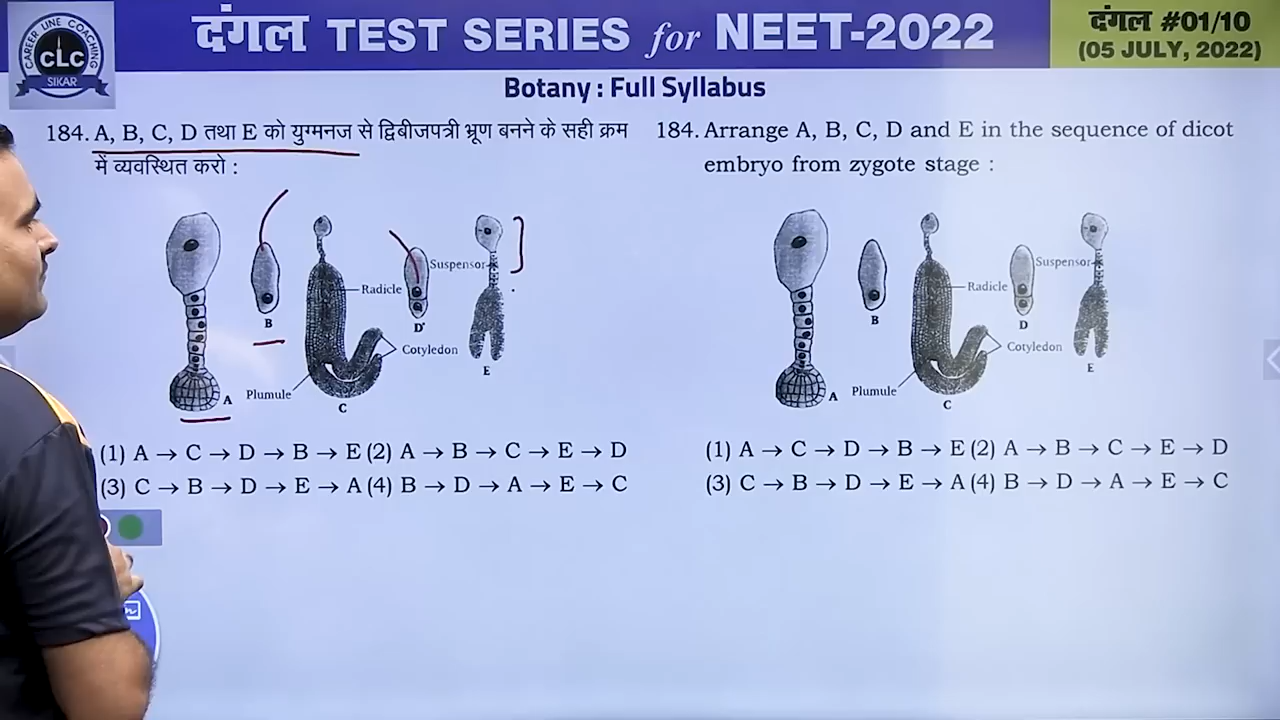 CAREER LINE COACHING
CLC
SIKAR
दंगल TEST SERIES for NEET-2022
दंगल #01/10
(05 JULY, 2022)
Botany : Full Syllabus
184. A, B, C, D तथा E को युग्मनज से द्विबीजपत्री भ्रूण बनने के सही क्रम
में व्यवस्थित करो :
Suspensor
Radicle
B
D
Cotyledon
E
Plumule
A
C
(1) A → C → D → B → E (2) A → B → C → E → D
(3) C → B → D → E → A (4) B → D → A → E → C
184. Arrange A, B, C, D and E in the sequence of dicot
embryo from zygote stage :
Suspensor
Radicle
B
D
Cotyledon
E
Plumule
A
C
(1) A → C → D → B → E (2) A → B → C → E → D
(3) C → B → D → E → A (4) B → D → A → E → C